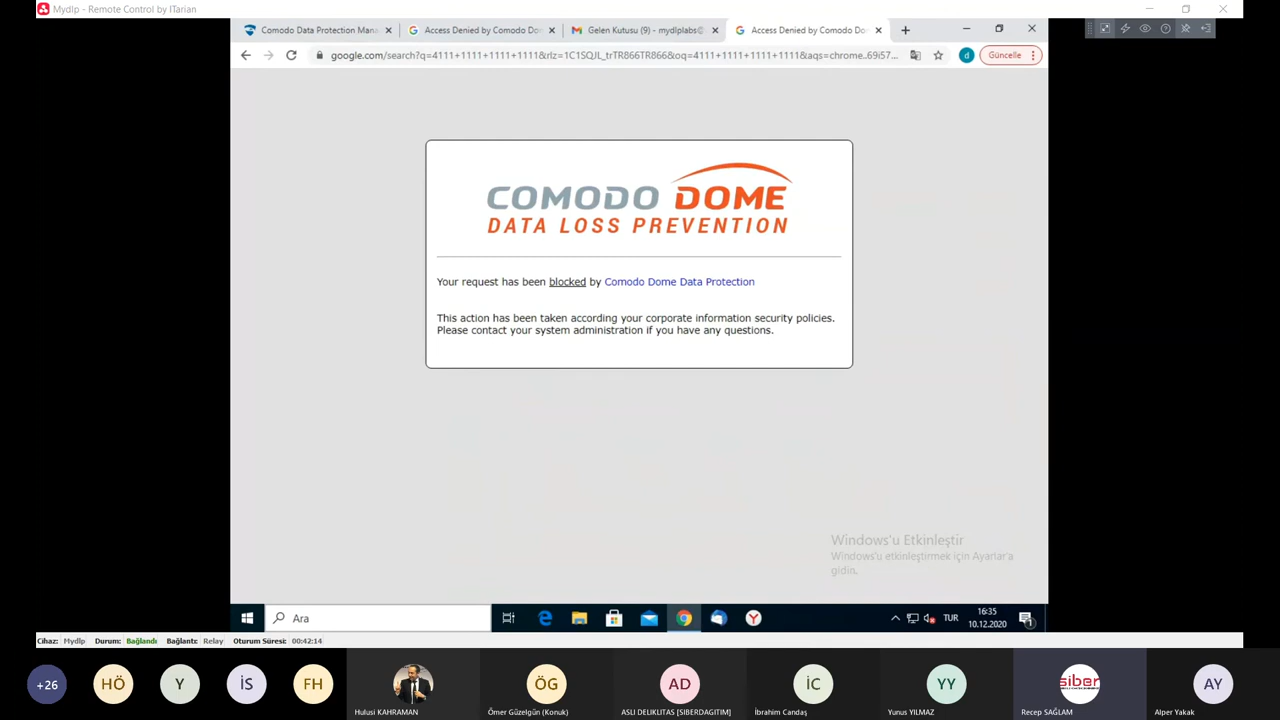 Mydlp - Remote Control by ITarian
Comodo Data Protection Mana
Access Denied by Comodo Do
Gelen Kutusu (9) - mydlplabs@
Access Denied by Comodo Do
google.com/search?q=4111+1111+1111+1111&rlz=1C1SQJL_trTR866TR866&oq=4111+1111+1111+1111&aqs=chrome..69i57...
d
Güncelle
COMODO DOME
DATA LOSS PREVENTION
Your request has been blocked by Comodo Dome Data Protection
This action has been taken according your corporate information security policies.
Please contact your system administration if you have any questions.
Windows'u Etkinleştir
Windows'u etkinleştirmek için Ayarlar'a
gidin.
Ara
TUR
16:35
10.12.2020
1
Cihaz: Mydlp Durum: Bağlandı Bağlantı: Relay Oturum Süresi: 00:42:14
+26
HÖ
Y
İS
FH
ÖG
AD
İC
YY
siber
AY
Hulusi KAHRAMAN
Ömer Güzelgün (Konuk)
ASLI DELIKLITAS [SIBERDAGITIM]
İbrahim Candaş
Yunus YILMAZ
Recep SAĞLAM
Alper Yakak